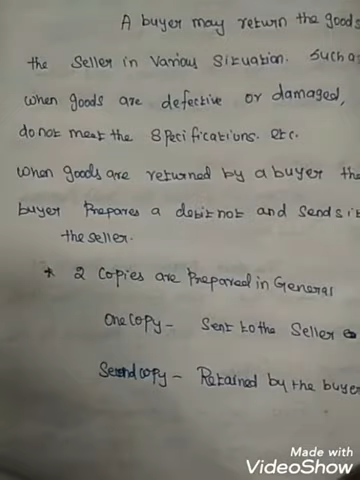 A buyer may return the goods
the seller in various situation. Such a
when goods are defective or damaged,
do not meet the specifications. etc.
when goods are returned by a buyer the
buyer prepares a debit not and sends it
the seller.
* 2 copies are prepared in General
One copy - Sent to the Seller
Second copy - Retained by the buyer
Made with
VideoShow